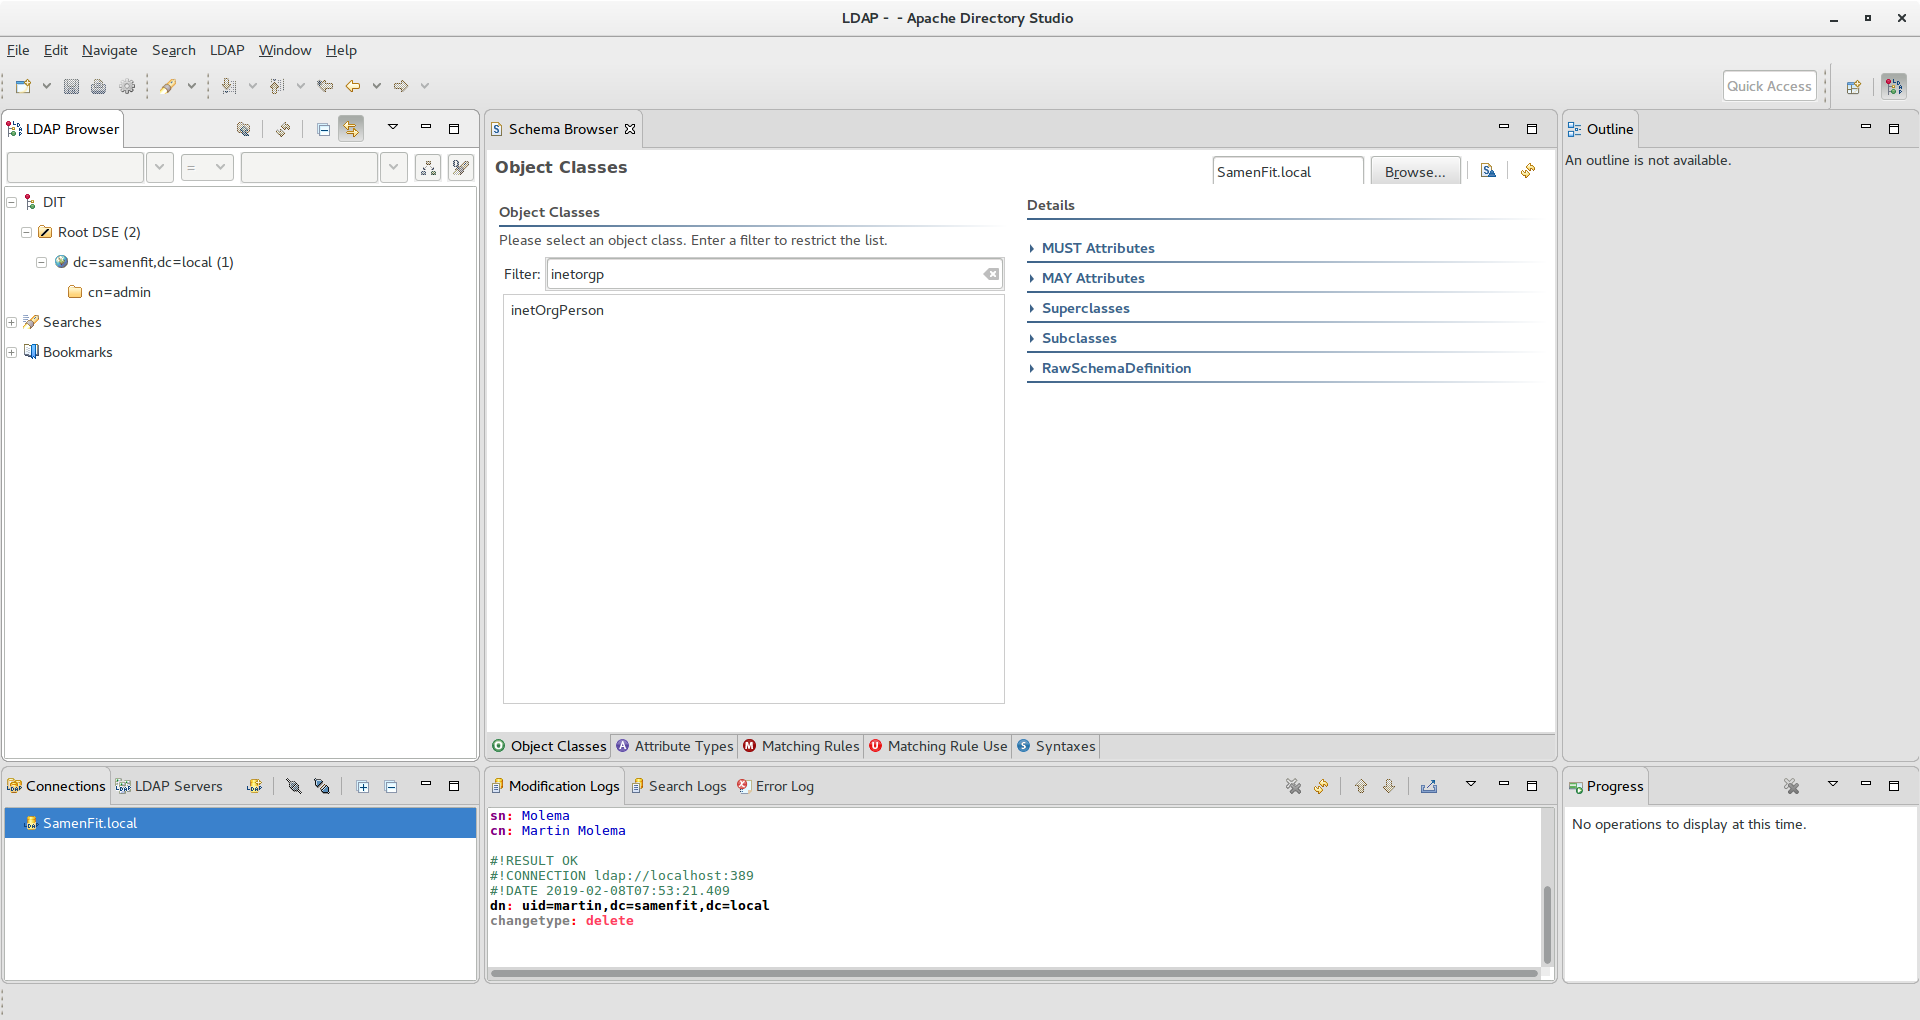 LDAP -  - Apache Directory Studio
File Edit Navigate Search LDAP Window Help
Quick Access
LDAP Browser
=
DIT
Root DSE (2)
dc=samenfit,dc=local (1)
cn=admin
Searches
Bookmarks
Schema Browser
Object Classes
SamenFit.local
Browse...
Object Classes
Please select an object class. Enter a filter to restrict the list.
Filter: inetorgp
inetOrgPerson
Details
MUST Attributes
MAY Attributes
Superclasses
Subclasses
RawSchemaDefinition
Object Classes Attribute Types Matching Rules Matching Rule Use Syntaxes
Outline
An outline is not available.
Connections LDAP Servers
SamenFit.local
Modification Logs Search Logs Error Log
sn: Molema
cn: Martin Molema
#!RESULT OK
#!CONNECTION ldap://localhost:389
#!DATE 2019-02-08T07:53:21.409
dn: uid=martin,dc=samenfit,dc=local
changetype: delete
Progress
No operations to display at this time.